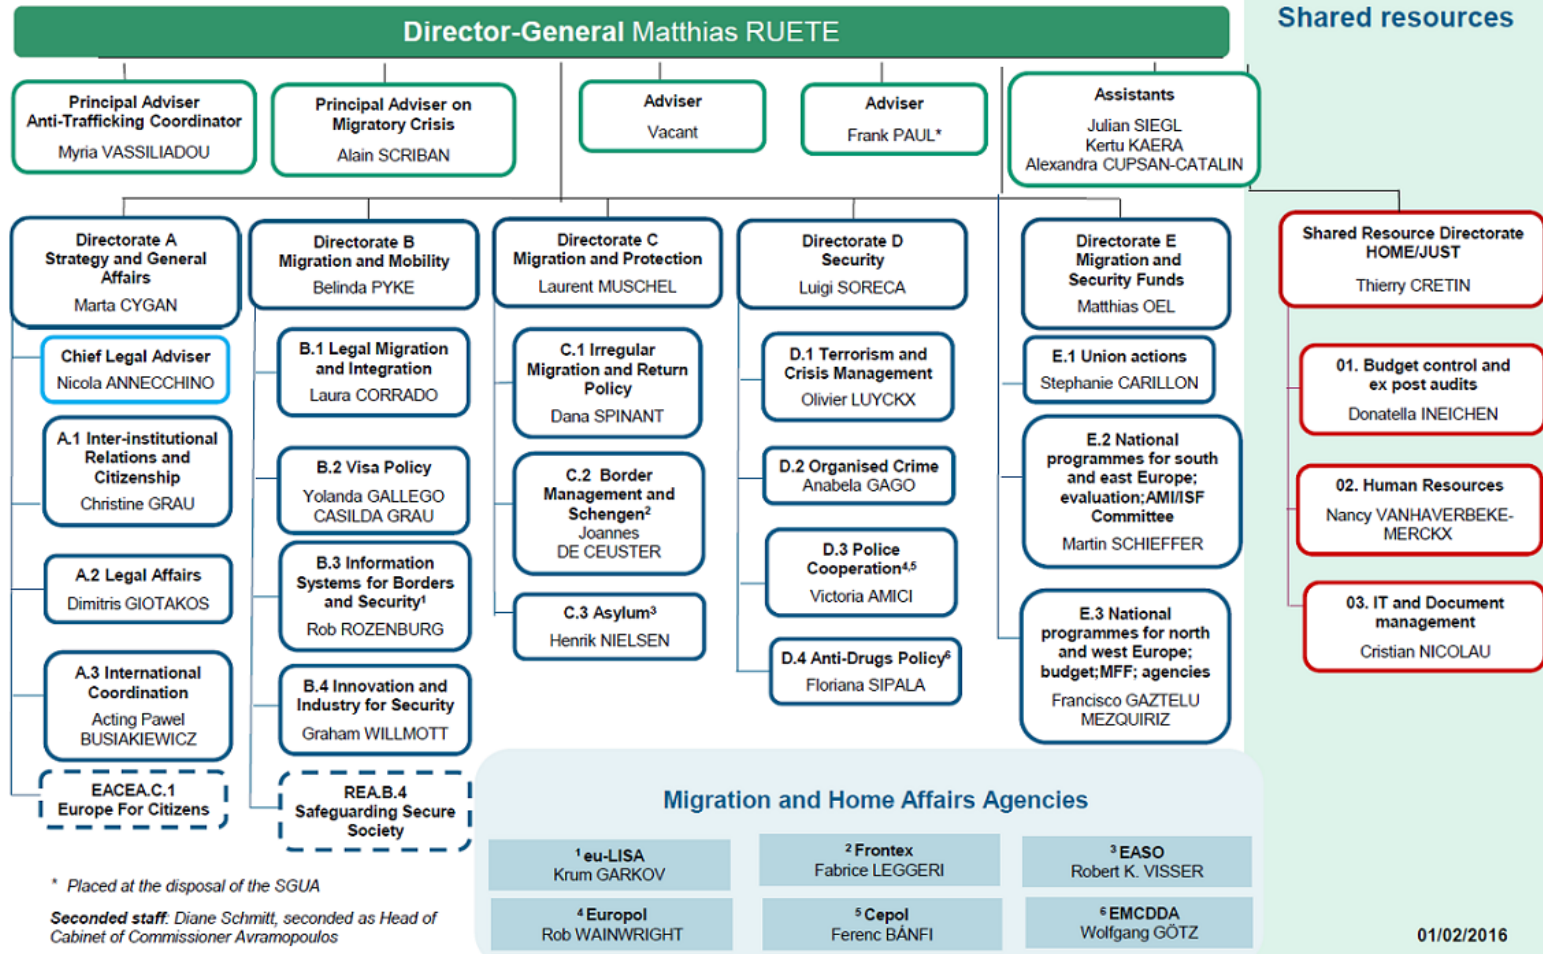 Director-General Matthias RUETE
Shared resources
Principal Adviser
Anti-Trafficking Coordinator
Myria VASSILIADOU
Principal Adviser on
Migratory Crisis
Alain SCRIBAN
Adviser
Vacant
Adviser
Frank PAUL*
Assistants
Julian SIEGL
Kertu KAERA
Alexandra CUPSAN-CATALIN
Directorate A
Strategy and General
Affairs
Marta CYGAN
Chief Legal Adviser
Nicola ANNECCHINO
A.1 Inter-institutional
Relations and
Citizenship
Christine GRAU
A.2 Legal Affairs
Dimitris GIOTAKOS
A.3 International
Coordination
Acting Pawel
BUSIAKIEWICZ
EACEA.C.1
Europe For Citizens
Directorate B
Migration and Mobility
Belinda PYKE
B.1 Legal Migration
and Integration
Laura CORRADO
B.2 Visa Policy
Yolanda GALLEGO
CASILDA GRAU
B.3 Information
Systems for Borders
and Security¹
Rob ROZENBURG
B.4 Innovation and
Industry for Security
Graham WILLMOTT
REA.B.4
Safeguarding Secure
Society
Directorate C
Migration and Protection
Laurent MUSCHEL
C.1 Irregular
Migration and Return
Policy
Dana SPINANT
C.2 Border
Management and
Schengen²
Joannes
DE CEUSTER
C.3 Asylum³
Henrik NIELSEN
Directorate D
Security
Luigi SORECA
D.1 Terrorism and
Crisis Management
Olivier LUYCKX
D.2 Organised Crime
Anabela GAGO
D.3 Police
Cooperation⁴,⁵
Victoria AMICI
D.4 Anti-Drugs Policy⁶
Floriana SIPALA
Directorate E
Migration and
Security Funds
Matthias OEL
E.1 Union actions
Stephanie CARILLON
E.2 National
programmes for south
and east Europe;
evaluation;AMI/ISF
Committee
Martin SCHIEFFER
E.3 National
programmes for north
and west Europe;
budget;MFF; agencies
Francisco GAZTELU
MEZQUIRIZ
Shared Resource Directorate
HOME/JUST
Thierry CRETIN
01. Budget control and
ex post audits
Donatella INEICHEN
02. Human Resources
Nancy VANHAVERBEKE-
MERCKX
03. IT and Document
management
Cristian NICOLAU
Migration and Home Affairs Agencies
¹ eu-LISA
Krum GARKOV
² Frontex
Fabrice LEGGERI
³ EASO
Robert K. VISSER
⁴ Europol
Rob WAINWRIGHT
⁵ Cepol
Ferenc BÁNFI
⁶ EMCDDA
Wolfgang GÖTZ
* Placed at the disposal of the SGUA
Seconded staff: Diane Schmitt, seconded as Head of
Cabinet of Commissioner Avramopoulos
01/02/2016